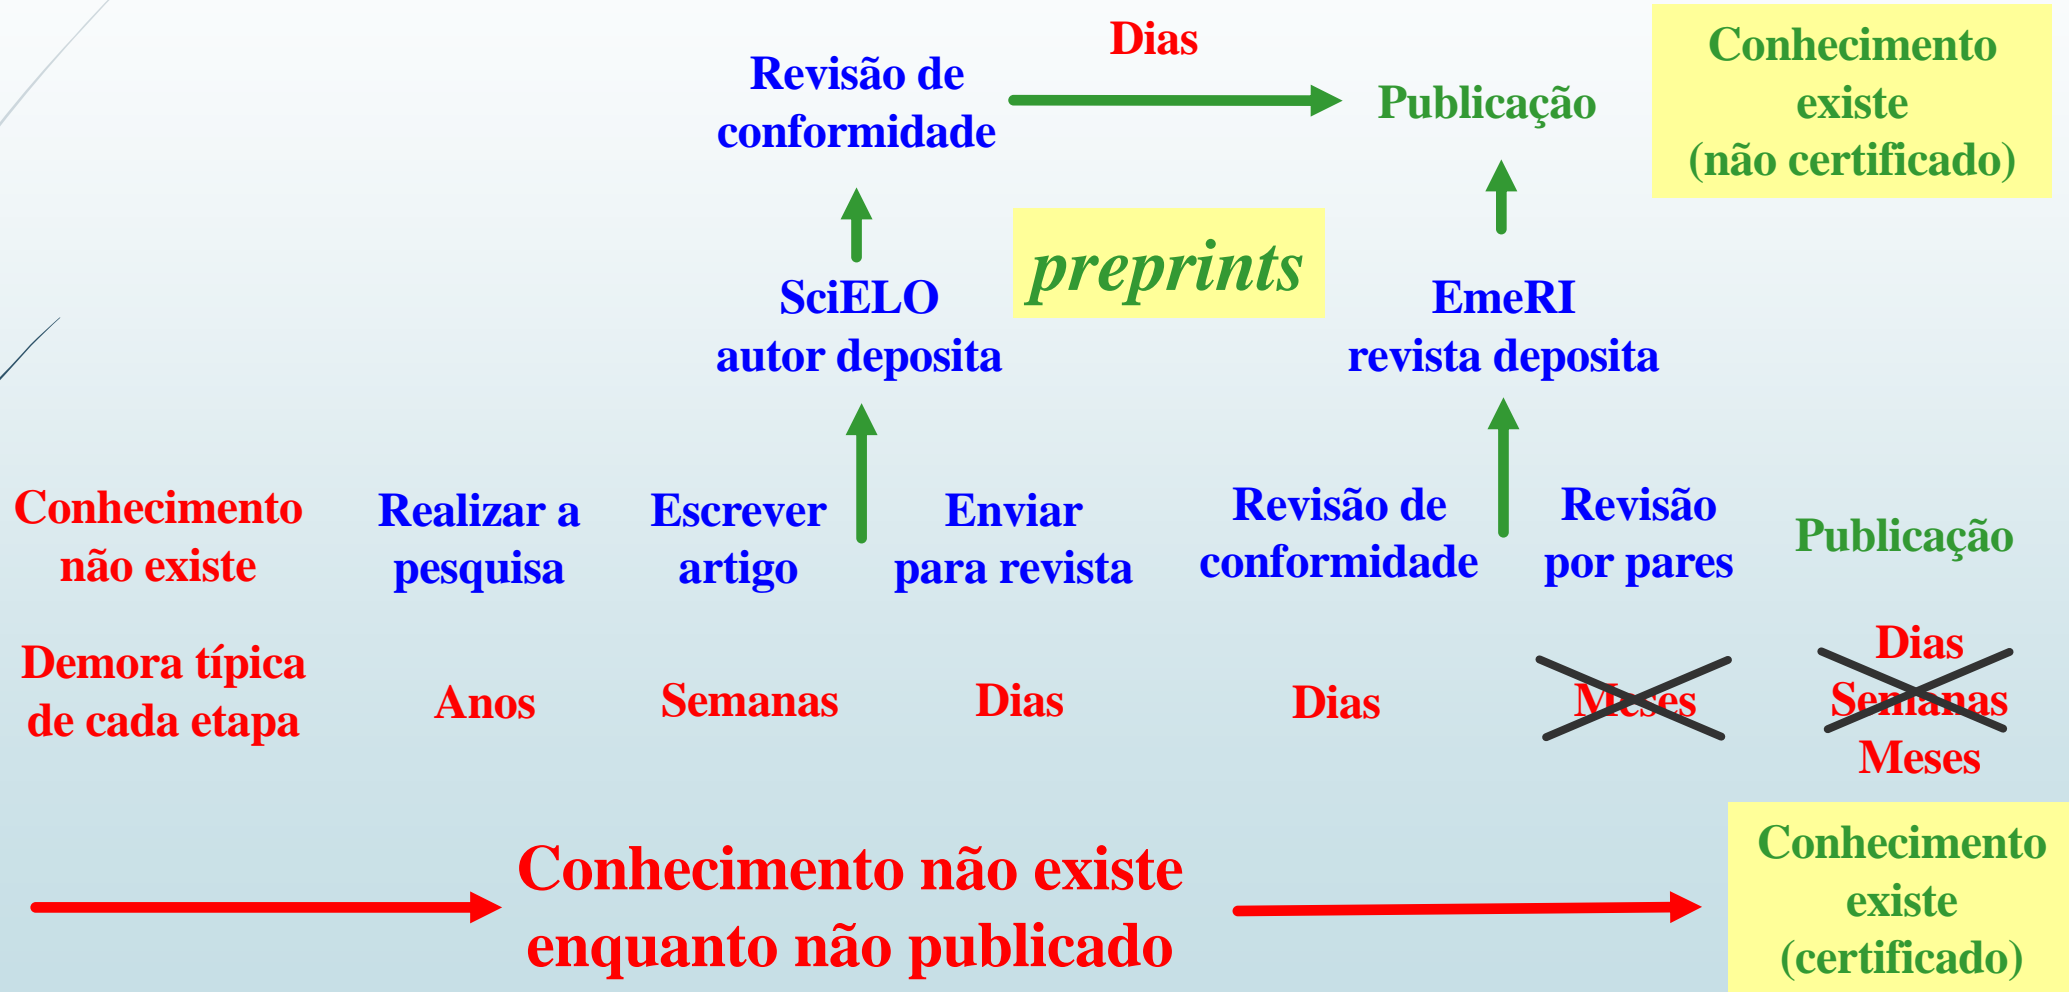 Dias
Revisão de
conformidade
Publicação
Conhecimento
existe
(não certificado)
preprints
SciELO
autor deposita
EmeRI
revista deposita
Conhecimento
não existe
Realizar a
pesquisa
Escrever
artigo
Enviar
para revista
Revisão de
conformidade
Revisão
por pares
Publicação
Demora típica
de cada etapa
Anos
Semanas
Dias
Dias
Meses
Dias
Semanas
Meses
Conhecimento não existe
enquanto não publicado
Conhecimento
existe
(certificado)